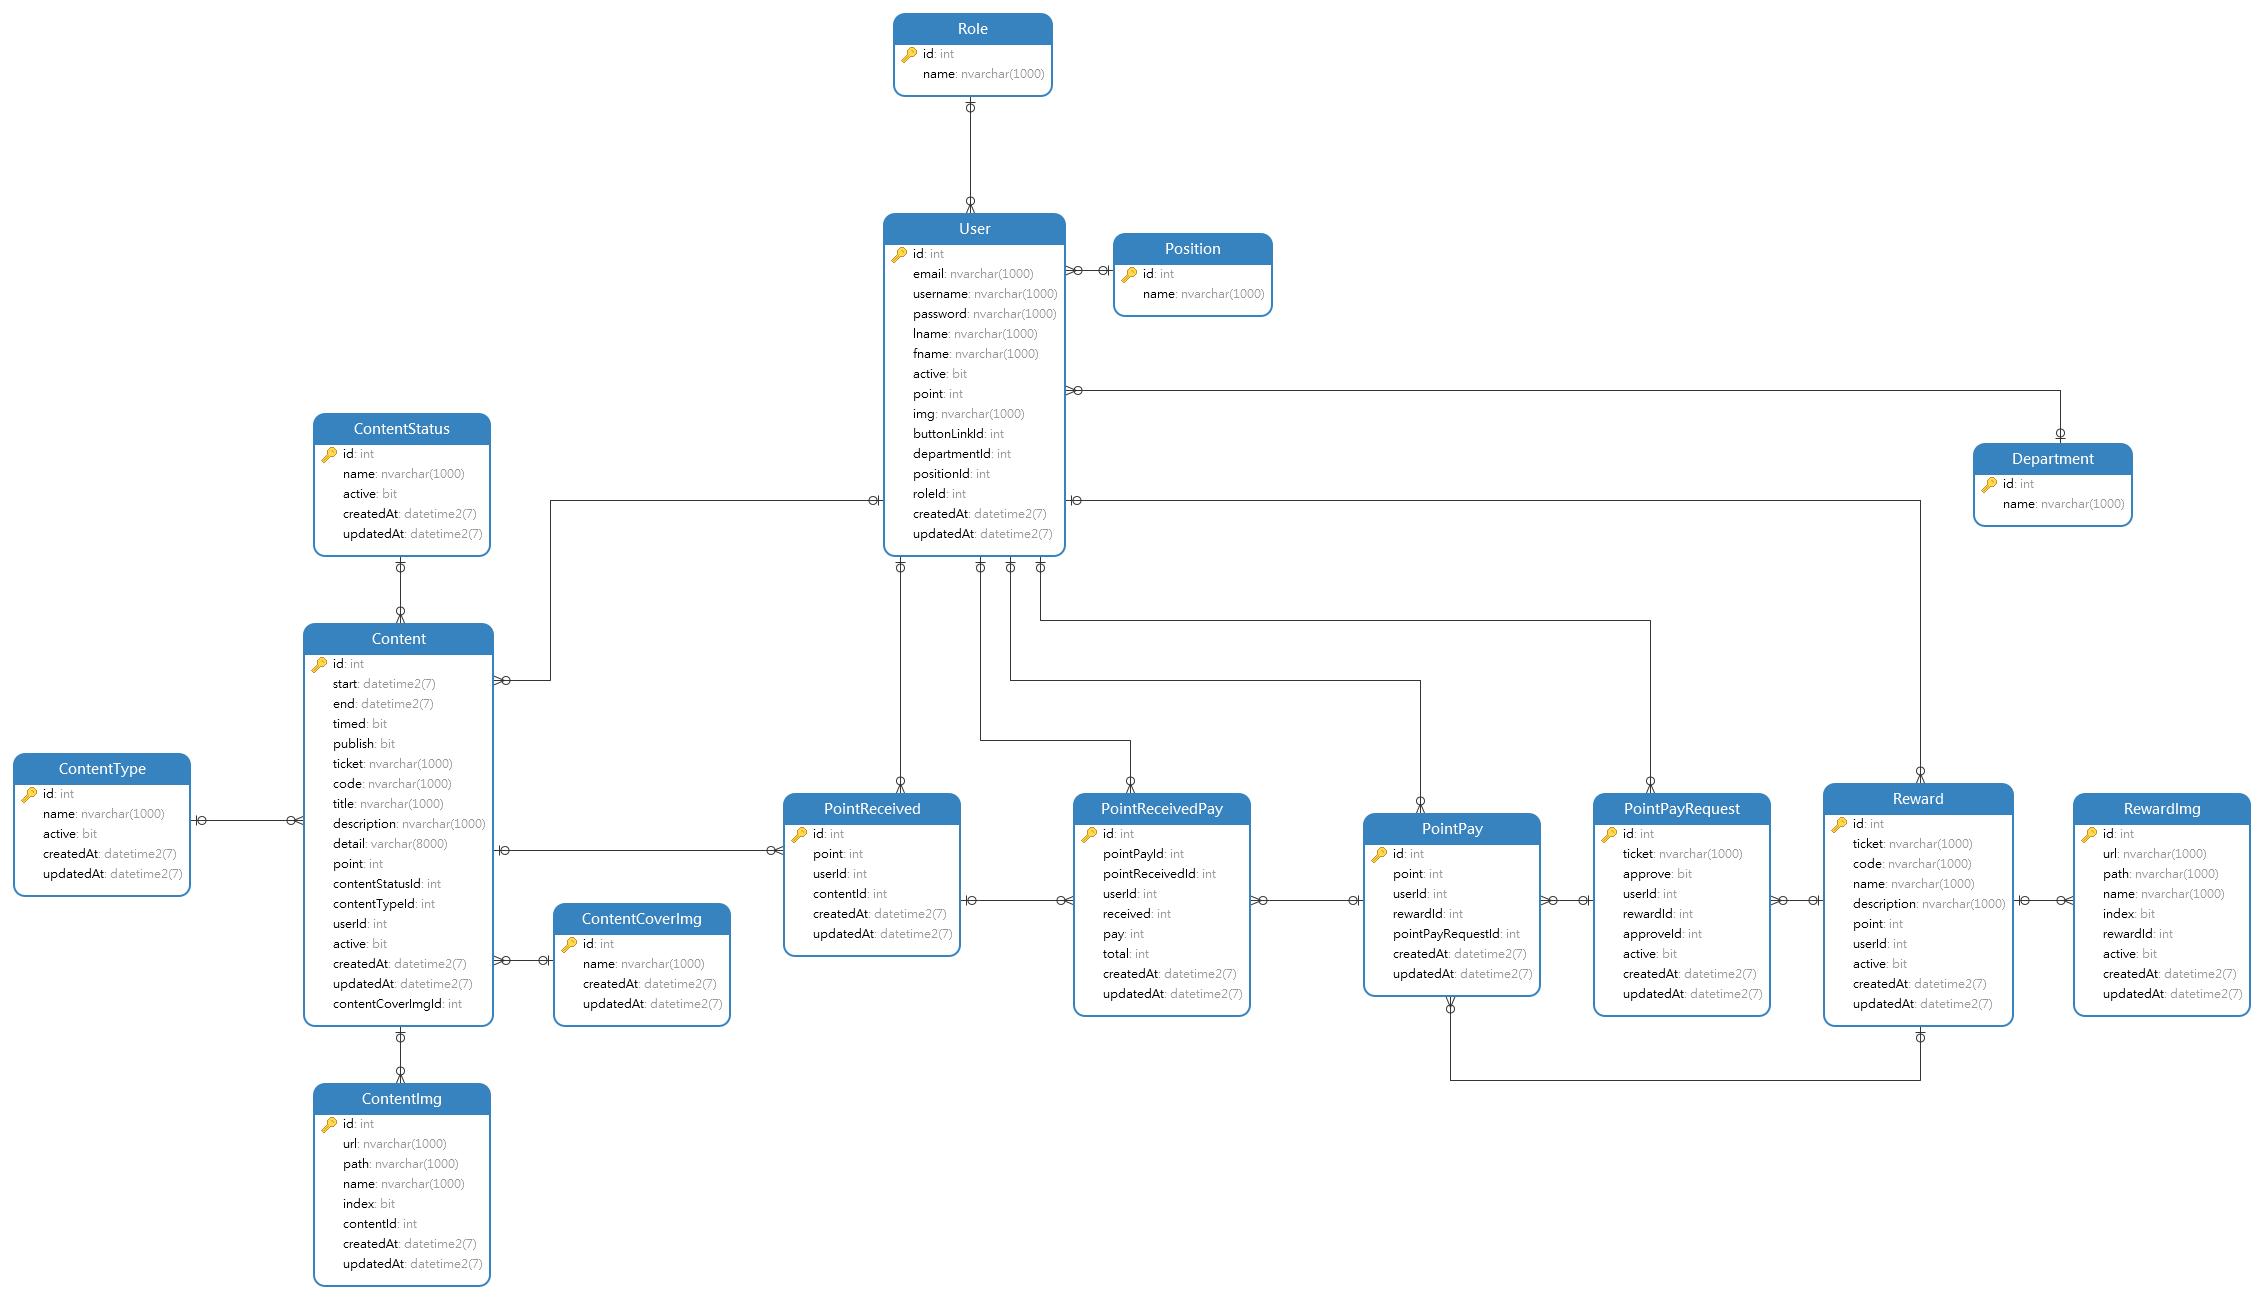 Role
id: int
name: nvarchar(1000)
User
id: int
email: nvarchar(1000)
username: nvarchar(1000)
password: nvarchar(1000)
lname: nvarchar(1000)
fname: nvarchar(1000)
active: bit
point: int
img: nvarchar(1000)
buttonLinkId: int
departmentId: int
positionId: int
roleId: int
createdAt: datetime2(7)
updatedAt: datetime2(7)
Position
id: int
name: nvarchar(1000)
Department
id: int
name: nvarchar(1000)
ContentStatus
id: int
name: nvarchar(1000)
active: bit
createdAt: datetime2(7)
updatedAt: datetime2(7)
Content
id: int
start: datetime2(7)
end: datetime2(7)
timed: bit
publish: bit
ticket: nvarchar(1000)
code: nvarchar(1000)
title: nvarchar(1000)
description: nvarchar(1000)
detail: varchar(8000)
point: int
contentStatusId: int
contentTypeId: int
userId: int
active: bit
createdAt: datetime2(7)
updatedAt: datetime2(7)
contentCoverImgId: int
ContentType
id: int
name: nvarchar(1000)
active: bit
createdAt: datetime2(7)
updatedAt: datetime2(7)
ContentCoverImg
id: int
name: nvarchar(1000)
createdAt: datetime2(7)
updatedAt: datetime2(7)
ContentImg
id: int
url: nvarchar(1000)
path: nvarchar(1000)
name: nvarchar(1000)
index: bit
contentId: int
createdAt: datetime2(7)
updatedAt: datetime2(7)
PointReceived
id: int
point: int
userId: int
contentId: int
createdAt: datetime2(7)
updatedAt: datetime2(7)
PointReceivedPay
id: int
pointPayId: int
pointReceivedId: int
userId: int
received: int
pay: int
total: int
createdAt: datetime2(7)
updatedAt: datetime2(7)
PointPay
id: int
point: int
userId: int
rewardId: int
pointPayRequestId: int
createdAt: datetime2(7)
updatedAt: datetime2(7)
PointPayRequest
id: int
ticket: nvarchar(1000)
approve: bit
userId: int
rewardId: int
approveId: int
active: bit
createdAt: datetime2(7)
updatedAt: datetime2(7)
Reward
id: int
ticket: nvarchar(1000)
code: nvarchar(1000)
name: nvarchar(1000)
description: nvarchar(1000)
point: int
userId: int
active: bit
createdAt: datetime2(7)
updatedAt: datetime2(7)
RewardImg
id: int
url: nvarchar(1000)
path: nvarchar(1000)
name: nvarchar(1000)
index: bit
rewardId: int
active: bit
createdAt: datetime2(7)
updatedAt: datetime2(7)